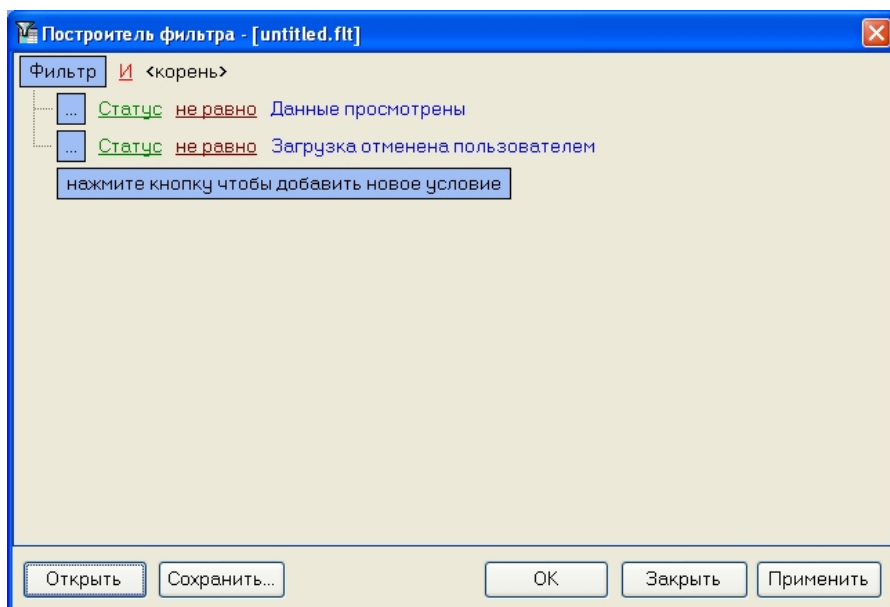 Построитель фильтра - [untitled.flt]
Фильтр И <корень>
... Статус не равно Данные просмотрены
... Статус не равно Загрузка отменена пользователем
нажмите кнопку чтобы добавить новое условие
Открыть Сохранить... OK Закрыть Применить